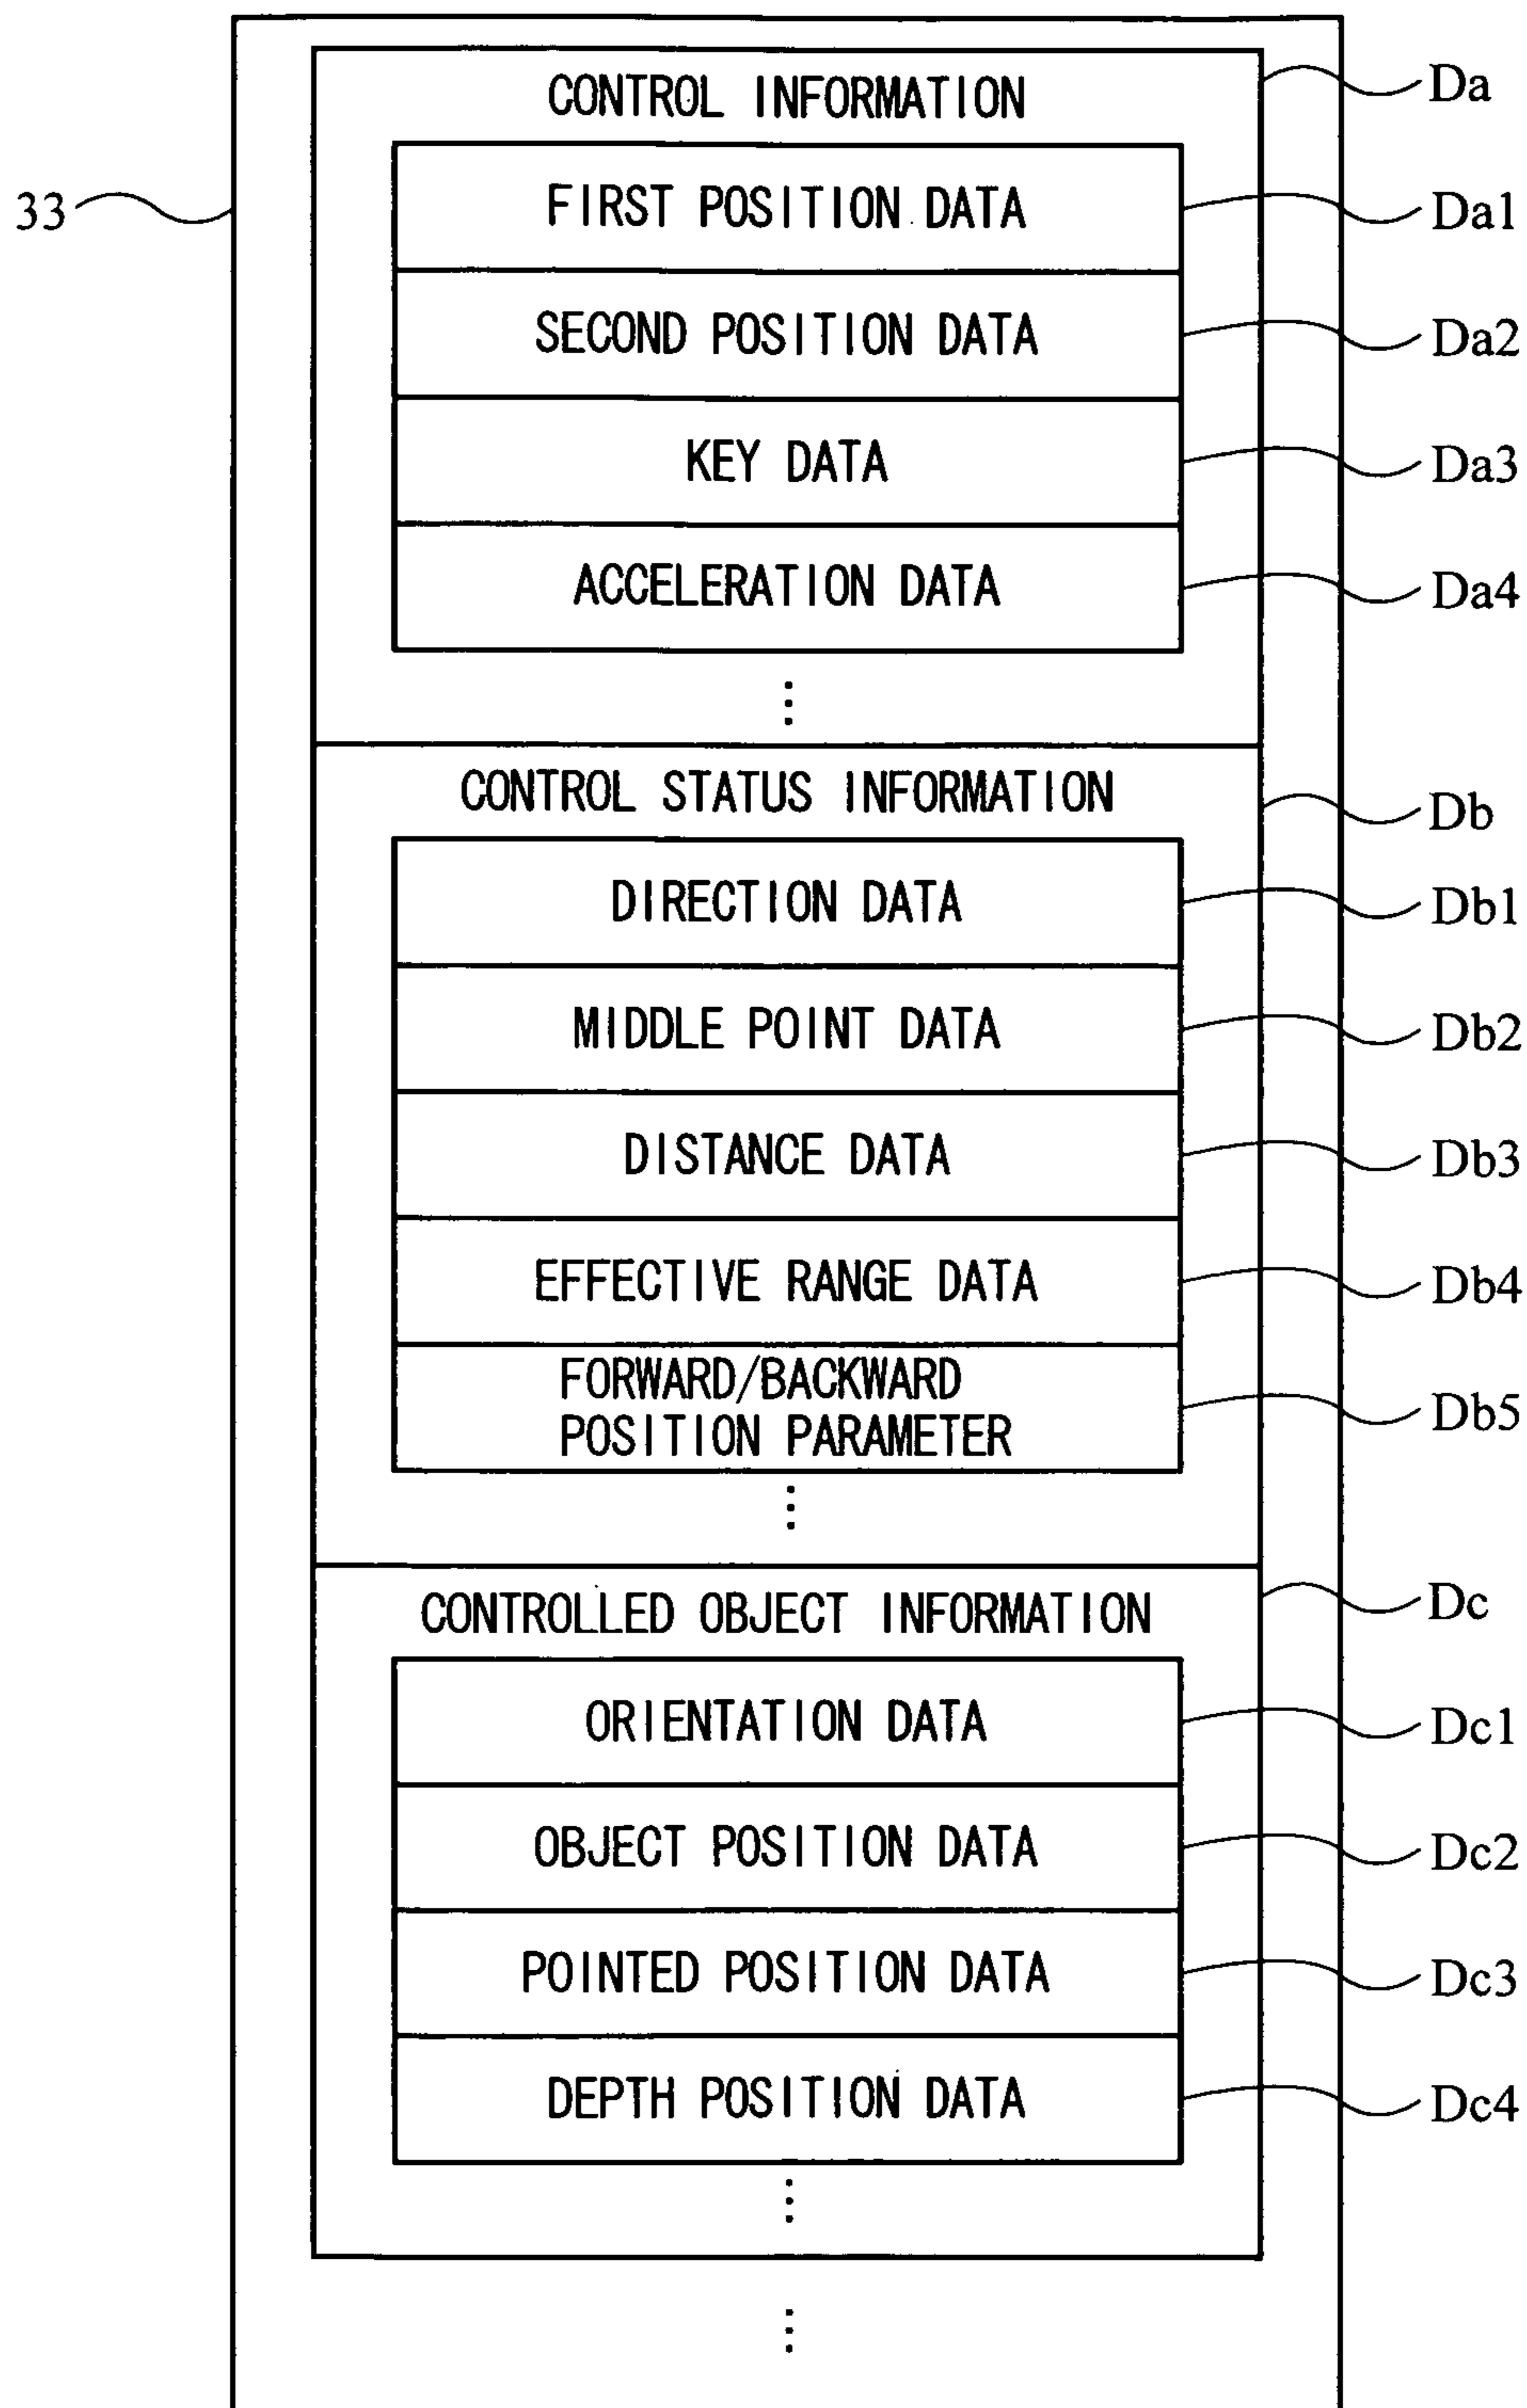 CONTROL INFORMATION
Da
33
FIRST POSITION DATA
Da1
SECOND POSITION DATA
Da2
KEY DATA
Da3
ACCELERATION DATA
Da4
CONTROL STATUS INFORMATION
Db
DIRECTION DATA
Db1
MIDDLE POINT DATA
Db2
DISTANCE DATA
Db3
EFFECTIVE RANGE DATA
Db4
FORWARD/BACKWARD
POSITION PARAMETER
Db5
CONTROLLED OBJECT INFORMATION
Dc
ORIENTATION DATA
Dc1
OBJECT POSITION DATA
Dc2
POINTED POSITION DATA
Dc3
DEPTH POSITION DATA
Dc4